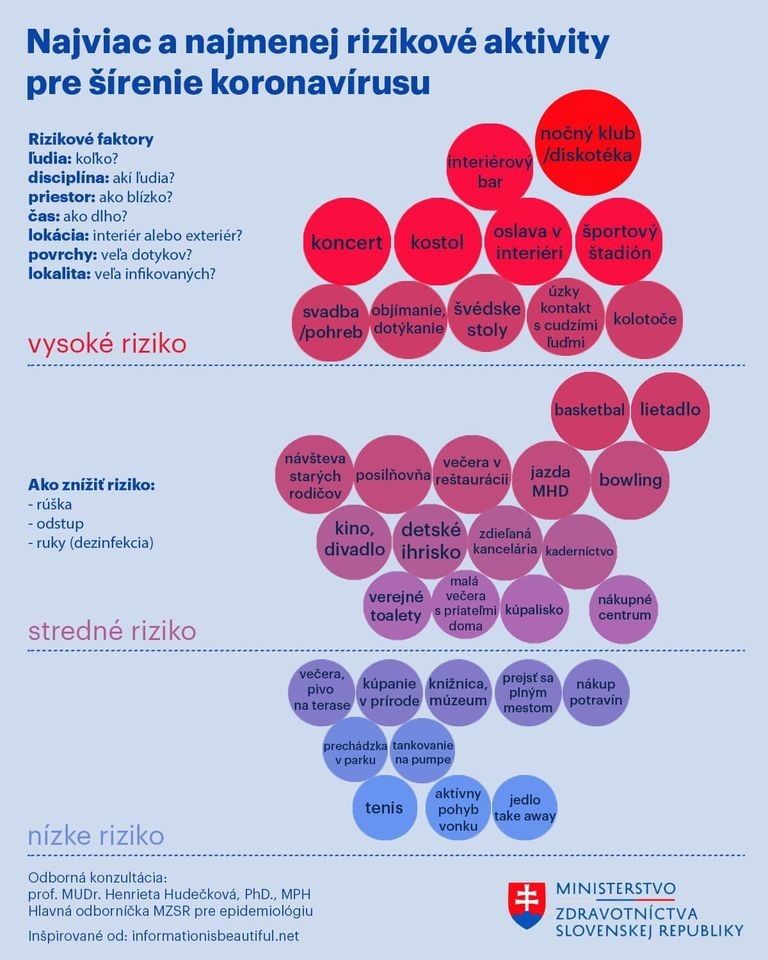 Najviac a najmenej rizikové aktivity
pre šírenie koronavírusu
Rizikové faktory
ľudia: koľko?
disciplína: akí ľudia?
priestor: ako blízko?
čas: ako dlho?
lokácia: interiér alebo exteriér?
povrchy: veľa dotykov?
lokalita: veľa infikovaných?
nočný klub
/diskotéka
interiérový
bar
koncert
kostol
oslava v
interiéri
športový
štadión
svadba
/pohreb
objímanie,
dotýkanie
švédske
stoly
úzky
kontakt
s cudzími
ľuďmi
kolotoče
vysoké riziko
basketbal
lietadlo
návšteva
starých
rodičov
posilňovňa
večera v
reštaurácii
jazda
MHD
bowling
Ako znížiť riziko:
- rúška
- odstup
- ruky (dezinfekcia)
kino,
divadlo
detské
ihrisko
zdieľaná
kancelária
kaderníctvo
verejné
toalety
malá
večera
s priateľmi
doma
kúpalisko
nákupné
centrum
stredné riziko
večera,
pivo
na terase
kúpanie
v prírode
knižnica,
múzeum
prejsť sa
plným
mestom
nákup
potravín
prechádzka
v parku
tankovanie
na pumpe
tenis
aktívny
pohyb
vonku
jedlo
take away
nízke riziko
Odborná konzultácia:
prof. MUDr. Henrieta Hudečková, PhD., MPH
Hlavná odborníčka MZSR pre epidemiológiu
Inšpirované od: informationisbeautiful.net
MINISTERSTVO
ZDRAVOTNÍCTVA
SLOVENSKEJ REPUBLIKY